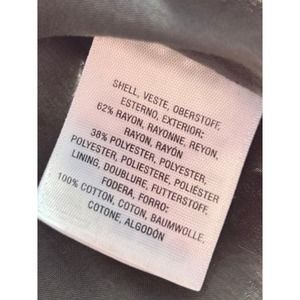 SHELL, VESTE, OBERSTOFF,
ESTERNO, EXTERIOR:
62% RAYON, RAYONNE, REYON,
RAYON, RAYÓN
38% POLYESTER, POLYESTER,
POLYESTER, POLIESTERE, POLIÉSTER
LINING, DOUBLURE, FUTTERSTOFF,
FODERA, FORRO:
100% COTTON, COTON, BAUMWOLLE,
COTONE, ALGODÓN